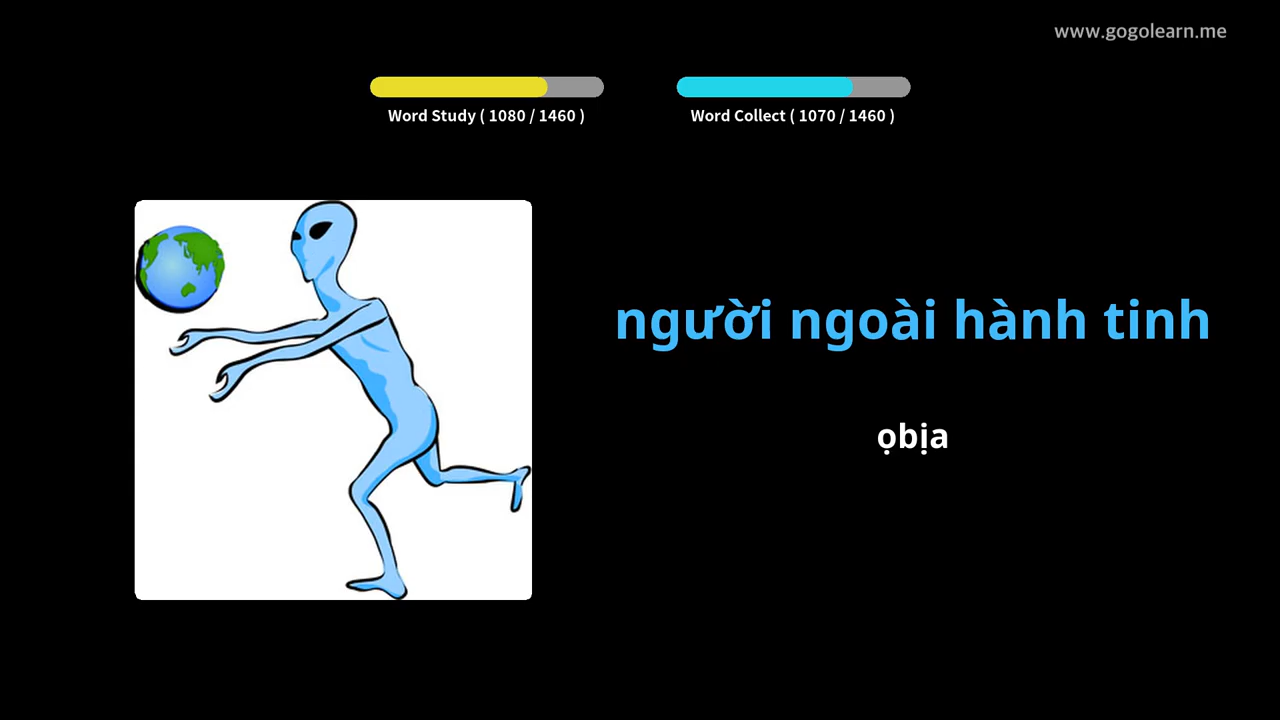 www.gogolearn.me
Word Study ( 1080 / 1460 )
Word Collect ( 1070 / 1460 )
người ngoài hành tinh
ọbịa